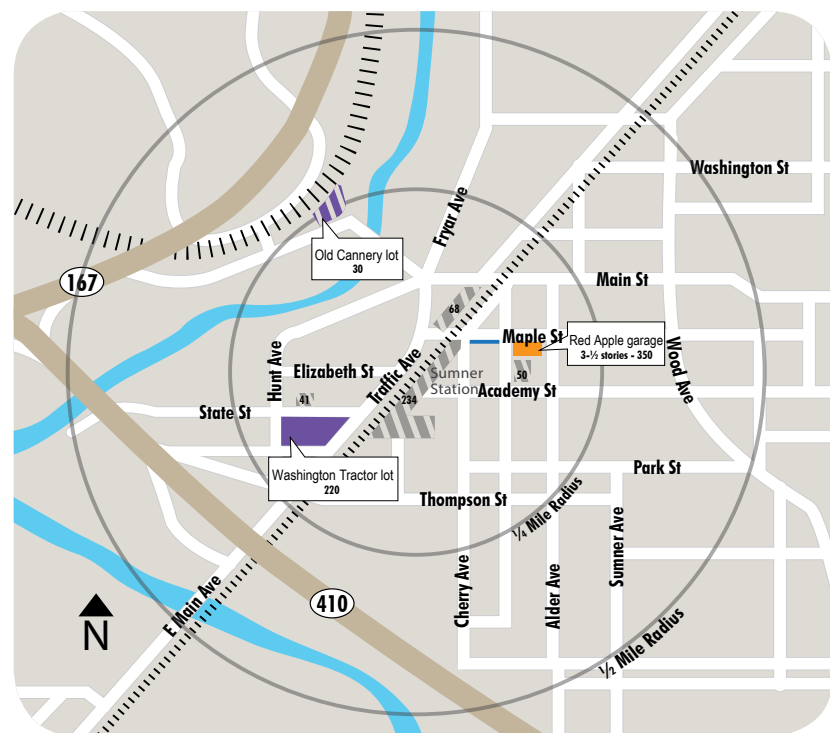 Washington St
Fryar Ave
Old Cannery lot
30
167
Main St
68
Maple St
Red Apple garage
3-½ stories - 350
Wood Ave
Hunt Ave
Elizabeth St
Traffic Ave
Sumner
Station
50
Academy St
41
234
State St
Washington Tractor lot
220
Park St
Thompson St
¼ Mile Radius
Sumner Ave
Cherry Ave
Alder Ave
E Main Ave
410
N
½ Mile Radius